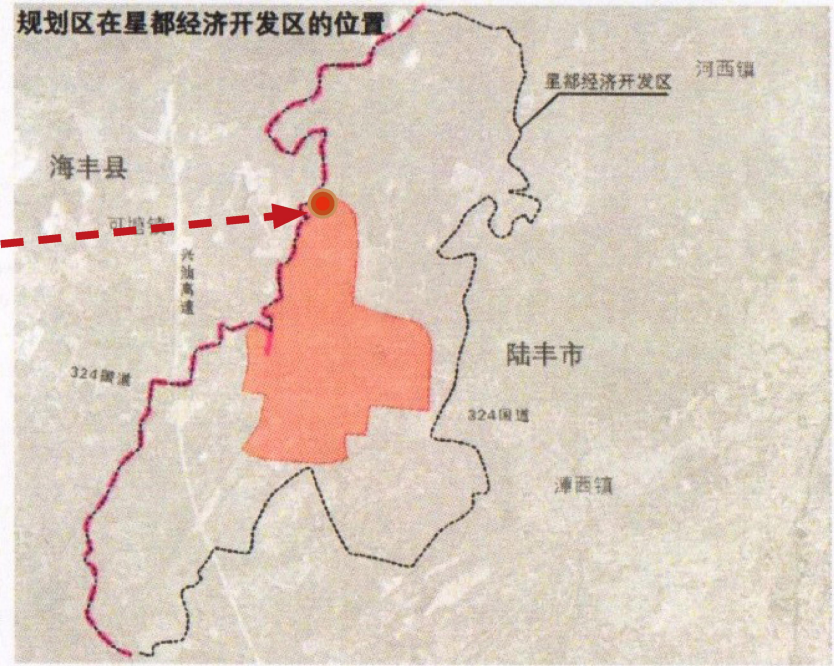 规划区在星都经济开发区的位置
河西镇
星都经济开发区
海丰县
可塘镇
兴汕高速
陆丰市
324国道
324国道
潭西镇